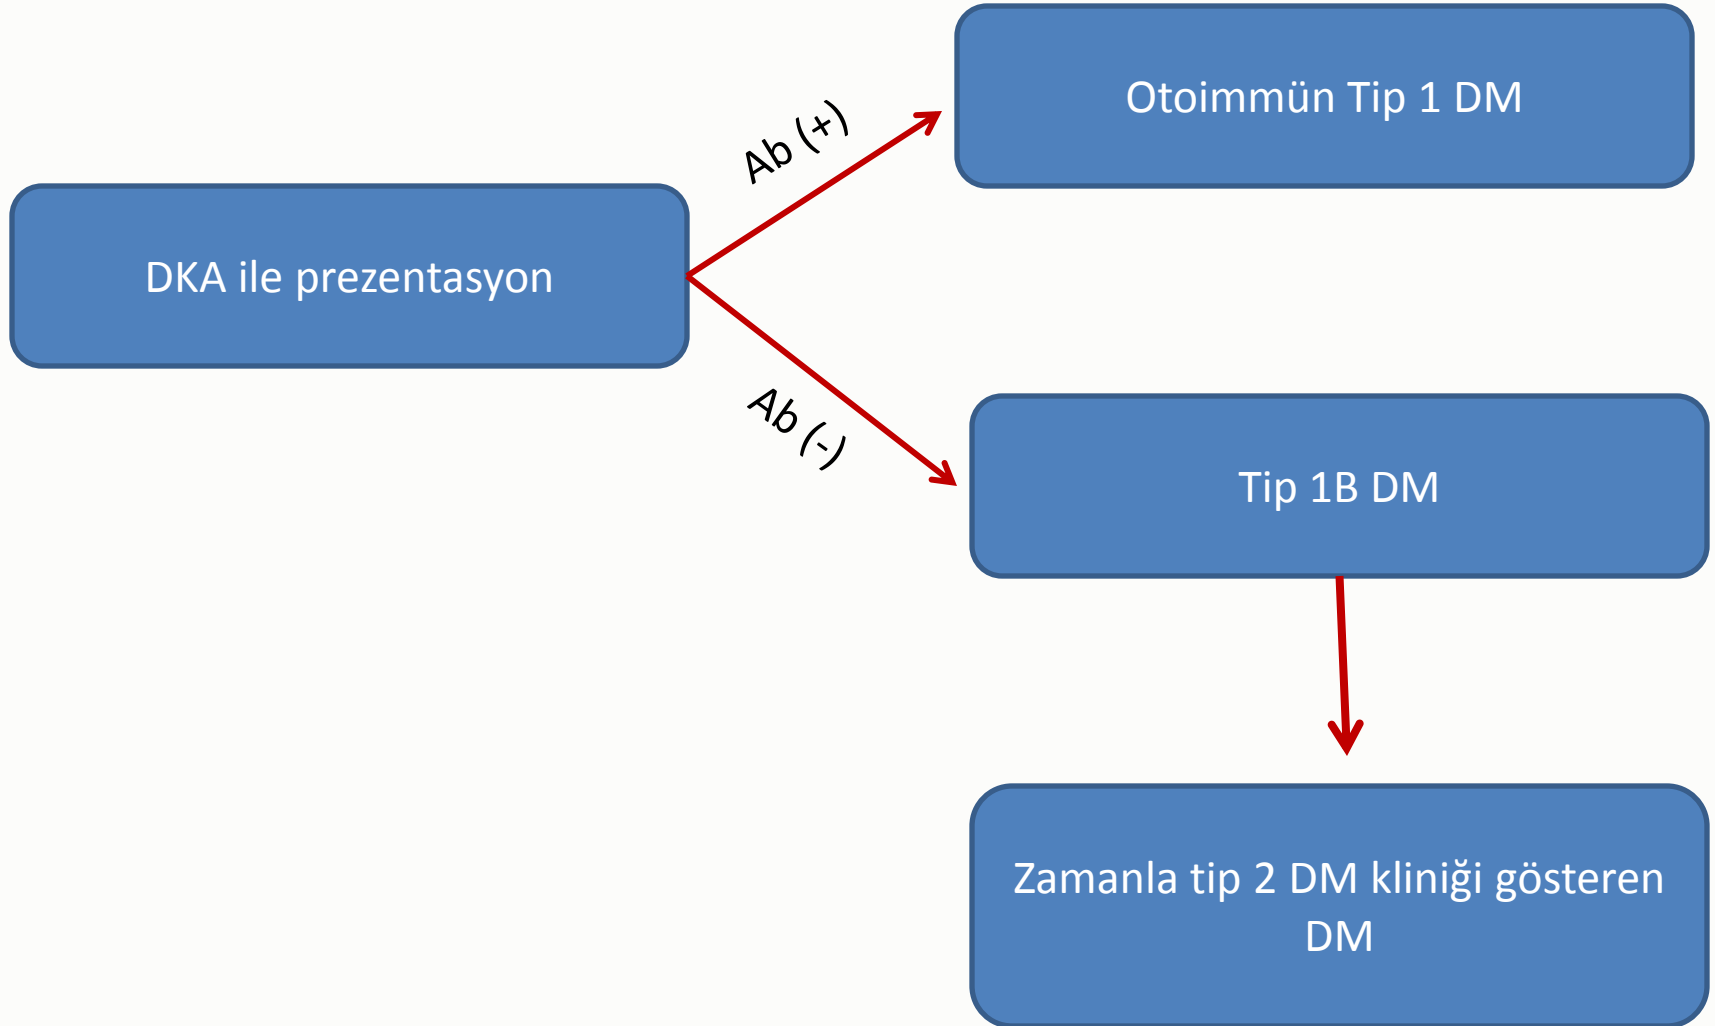 Otoimmün Tip 1 DM
Ab (+)
DKA ile prezentasyon
Ab (-)
Tip 1B DM
Zamanla tip 2 DM kliniği gösteren
DM